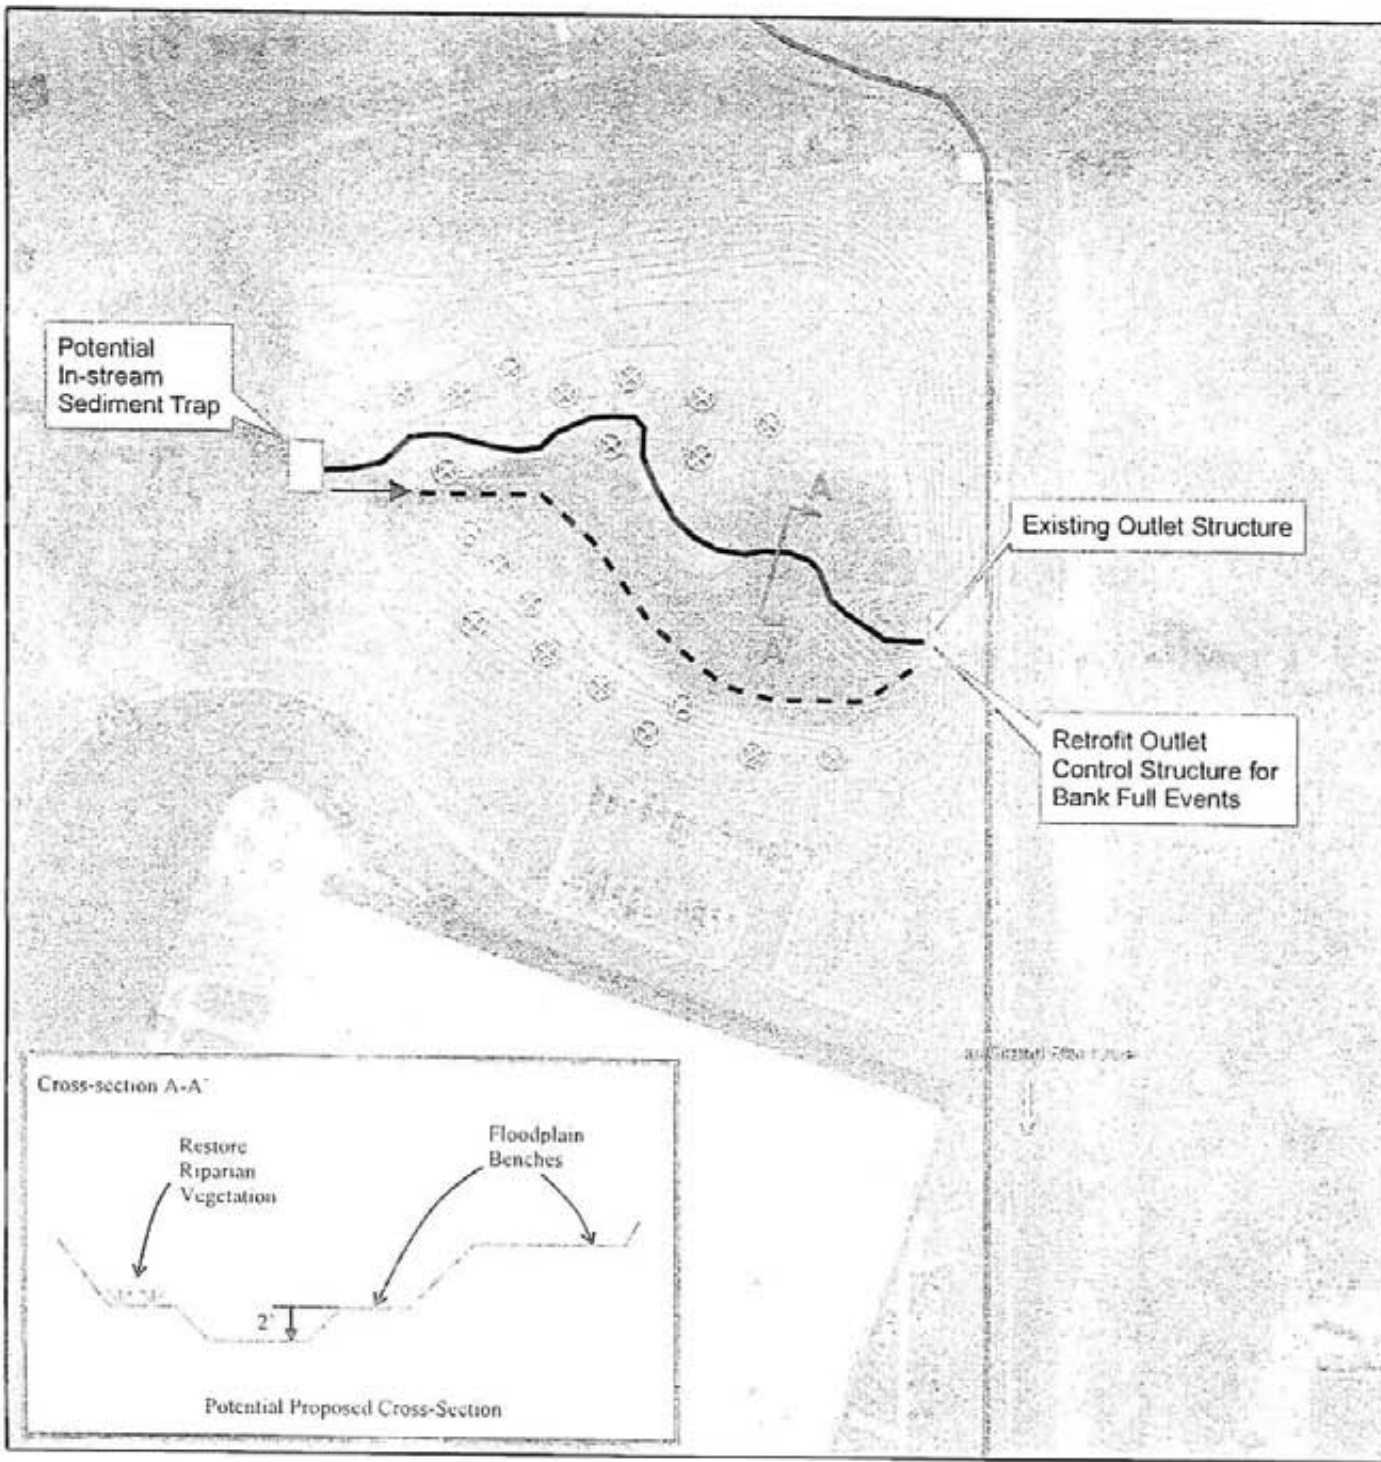 Potential
In-stream
Sediment Trap
A
Existing Outlet Structure
A'
Retrofit Outlet
Control Structure for
Bank Full Events
Cross-section A-A'
Restore
Riparian
Vegetation
Floodplain
Benches
2'
Potential Proposed Cross-Section